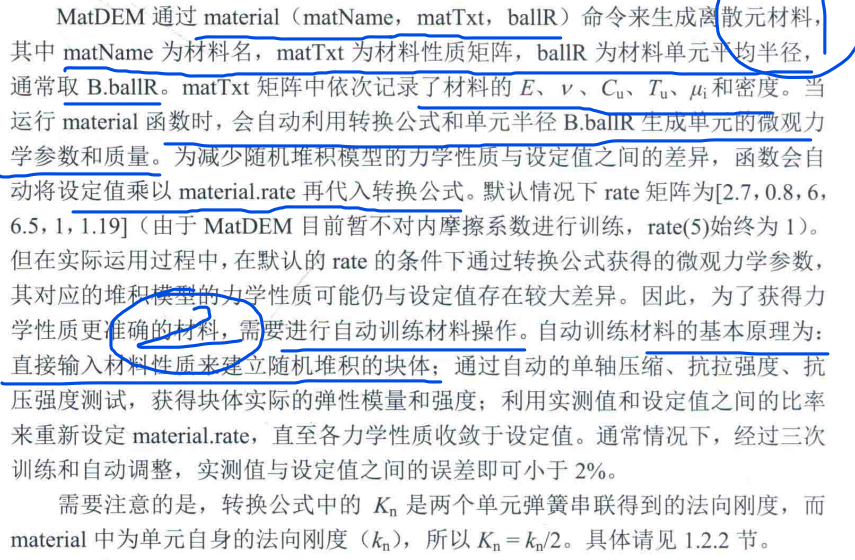 MatDEM 通过 material（matName，matTxt，ballR）命令来生成离散元材料，
其中 matName 为材料名，matTxt 为材料性质矩阵，ballR 为材料单元平均半径，
通常取 B.ballR。matTxt 矩阵中依次记录了材料的 E、ν、Cu、Tu、μi 和密度。当
运行 material 函数时，会自动利用转换公式和单元半径 B.ballR 生成单元的微观力
学参数和质量。为减少随机堆积模型的力学性质与设定值之间的差异，函数会自
动将设定值乘以 material.rate 再代入转换公式。默认情况下 rate 矩阵为[2.7，0.8，6，
6.5，1，1.19]（由于 MatDEM 目前暂不对内摩擦系数进行训练，rate(5)始终为 1）。
但在实际运用过程中，在默认的 rate 的条件下通过转换公式获得的微观力学参数，
其对应的堆积模型的力学性质可能仍与设定值存在较大差异。因此，为了获得力
学性质更准确的材料，需要进行自动训练材料操作。自动训练材料的基本原理为：
直接输入材料性质来建立随机堆积的块体；通过自动的单轴压缩、抗拉强度、抗
压强度测试，获得块体实际的弹性模量和强度；利用实测值和设定值之间的比率
来重新设定 material.rate，直至各力学性质收敛于设定值。通常情况下，经过三次
训练和自动调整，实测值与设定值之间的误差即可小于 2%。
需要注意的是，转换公式中的 Kn 是两个单元弹簧串联得到的法向刚度，而
material 中为单元自身的法向刚度（kn），所以 Kn = kn/2。具体请见 1.2.2 节。